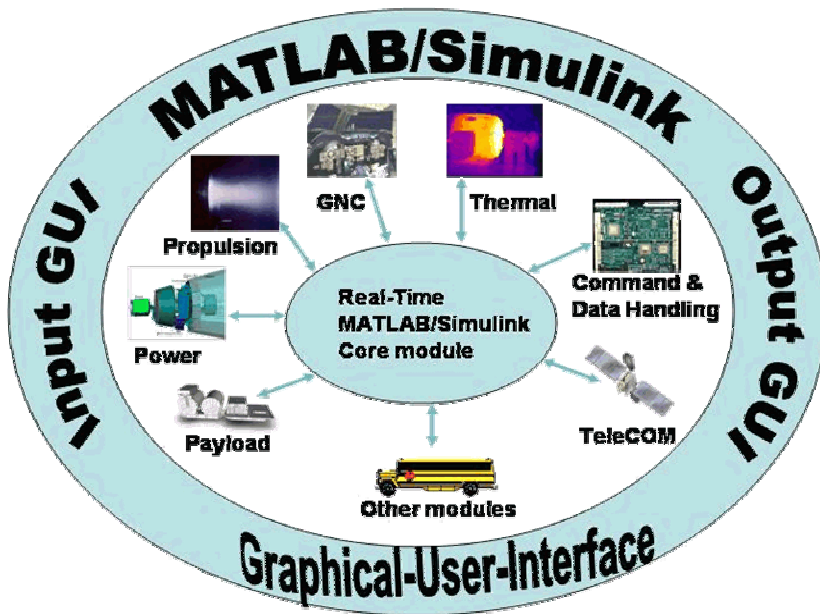 MATLAB/Simulink
Input GUI
Output GUI
GNC
Thermal
Propulsion
Command &
Data Handling
Real-Time
MATLAB/Simulink
Core module
Power
Payload
TeleCOM
Other modules
Graphical-User-Interface